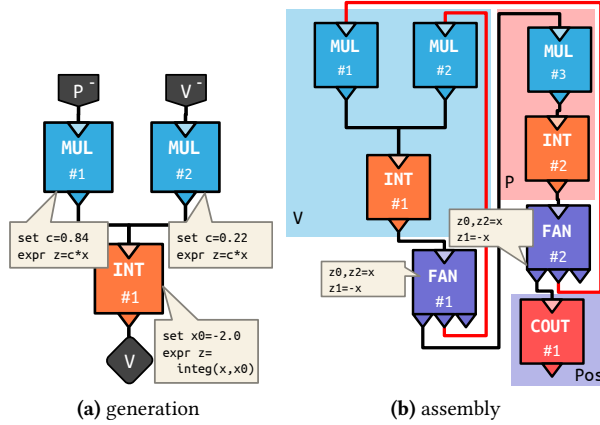 P -
V -
MUL
#1
MUL
#2
set c=0.84
expr z=c*x
set c=0.22
expr z=c*x
INT
#1
set x0=-2.0
expr z=
integ(x,x0)
V
(a) generation
MUL
#1
MUL
#2
MUL
#3
INT
#1
INT
#2
V
P
z0,z2=x
z1=-x
FAN
#1
z0,z2=x
z1=-x
FAN
#2
COUT
#1
Pos
(b) assembly